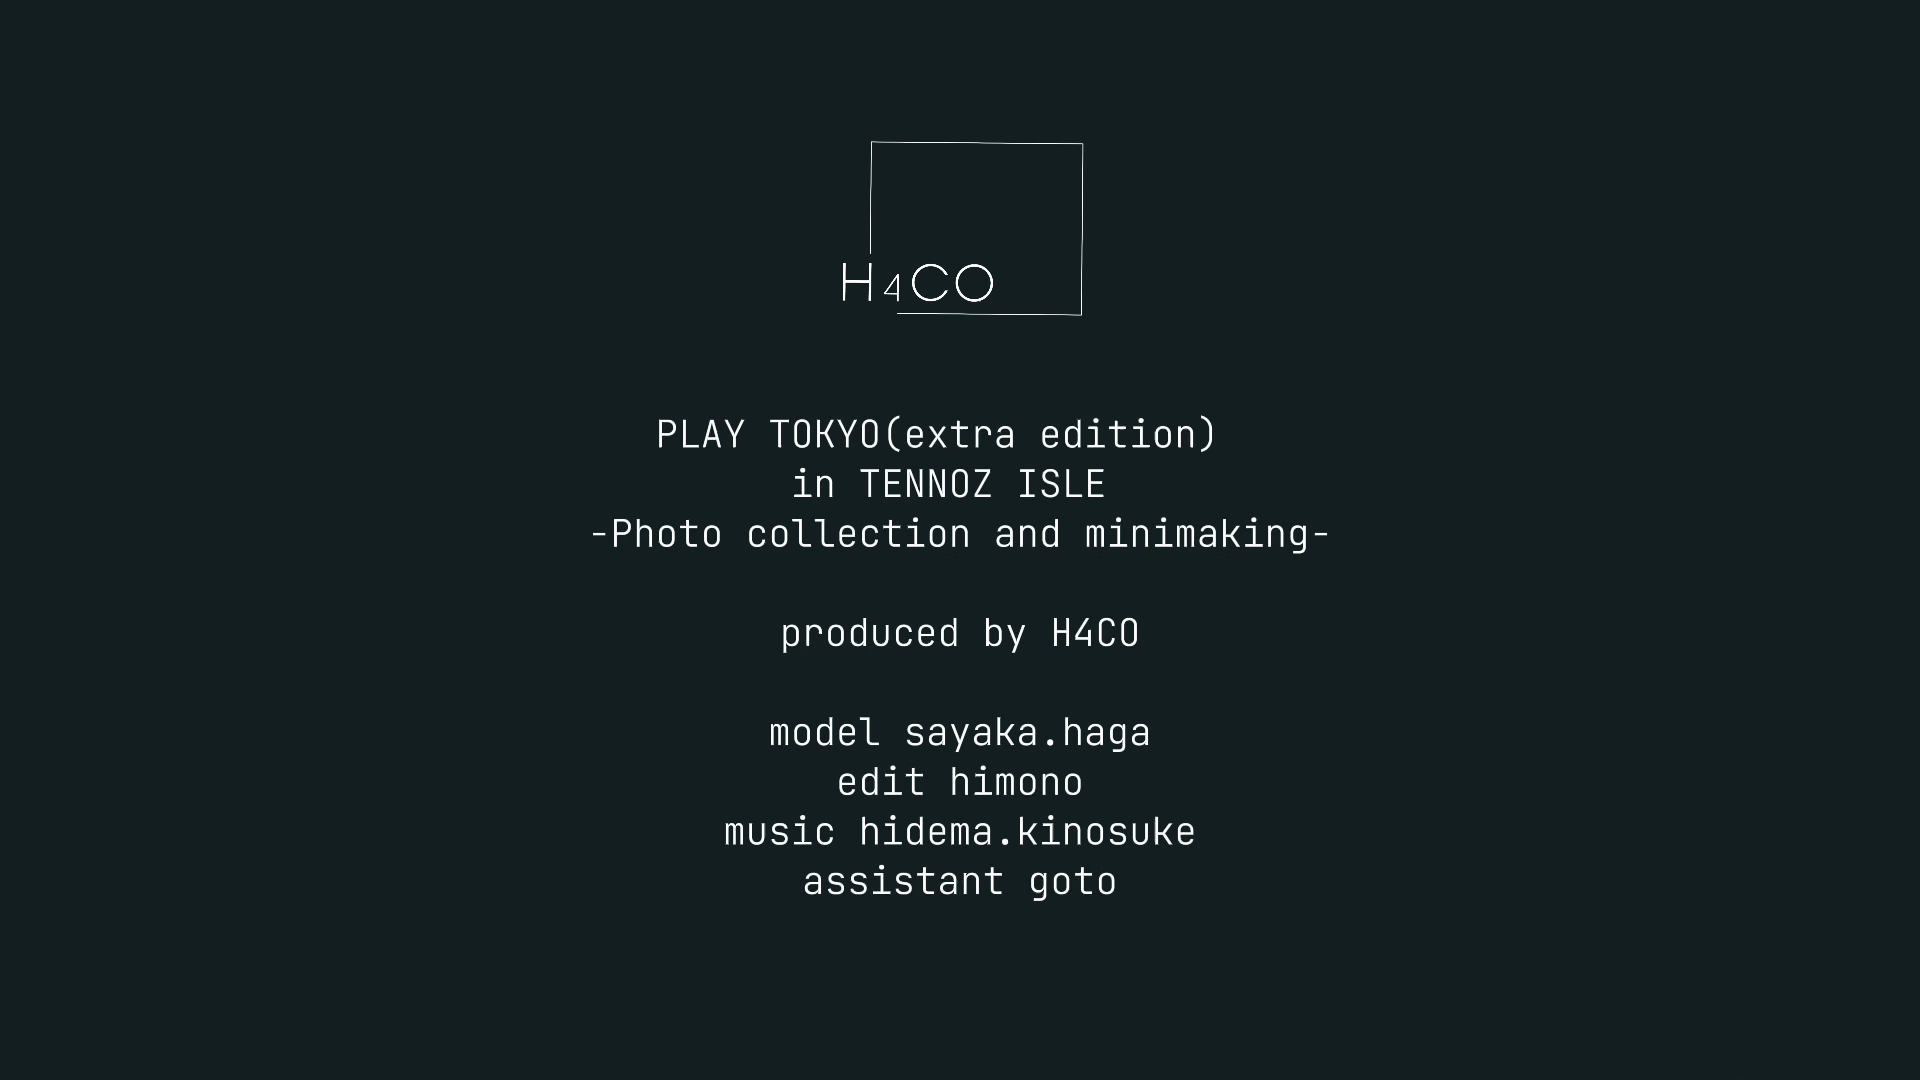 H4CO
PLAY TOKYO(extra edition)
in TENNOZ ISLE
-Photo collection and minimaking-
produced by H4CO
model sayaka.haga
edit himono
music hidema.kinosuke
assistant goto